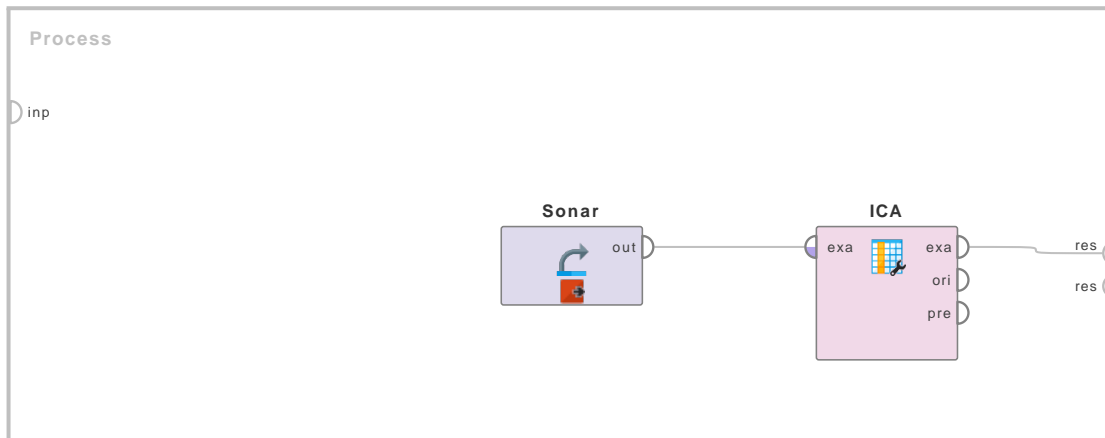 Process
inp
Sonar
ICA
out
exa
exa
res
ori
res
pre